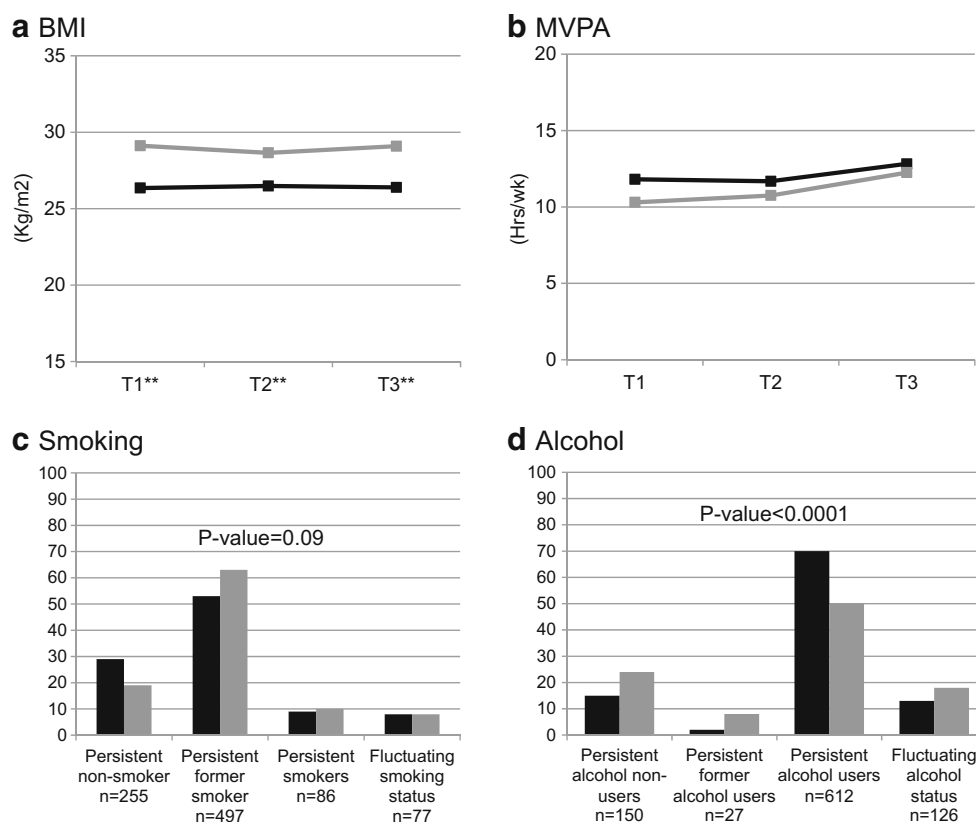 a BMI
35
30
25
20
15
(Kg/m2)
T1** T2** T3**
b MVPA
20
15
10
5
0
(Hrs/wk)
T1 T2 T3
c Smoking
100
90
80
70
60
50
40
30
20
10
0
P-value=0.09
Persistent
non-smoker
n=255
Persistent
former
smoker
n=497
Persistent
smokers
n=86
Fluctuating
smoking
status
n=77
d Alcohol
100
90
80
70
60
50
40
30
20
10
0
P-value<0.0001
Persistent
alcohol non-
users
n=150
Persistent
former
alcohol users
n=27
Persistent
alcohol users
n=612
Fluctuating
alcohol
status
n=126